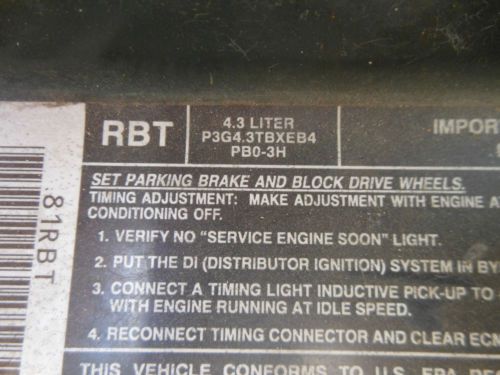 RBT
4.3 LITER
P3G4.3TBXEB4
PB0-3H
IMPOR
SET PARKING BRAKE AND BLOCK DRIVE WHEELS.
TIMING ADJUSTMENT: MAKE ADJUSTMENT WITH ENGINE A
CONDITIONING OFF.
1. VERIFY NO "SERVICE ENGINE SOON" LIGHT.
2. PUT THE DI (DISTRIBUTOR IGNITION) SYSTEM IN BY
3. CONNECT A TIMING LIGHT INDUCTIVE PICK-UP TO
WITH ENGINE RUNNING AT IDLE SPEED.
4. RECONNECT TIMING CONNECTOR AND CLEAR ECM
THIS VEHICLE CONFORMS TO U.S. EPA REG
81RBT